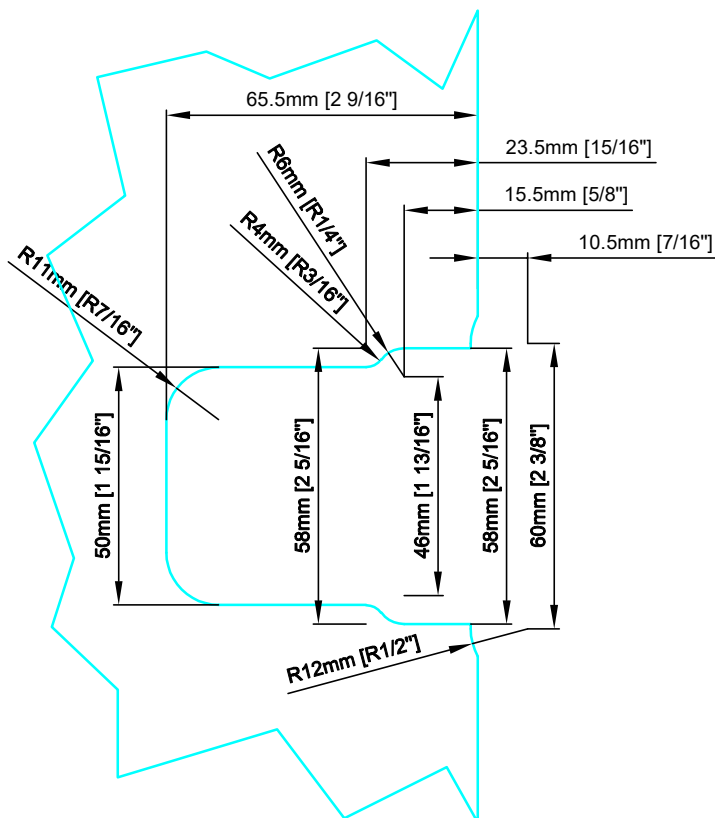 65.5mm [2 9/16"]
23.5mm [15/16"]
15.5mm [5/8"]
10.5mm [7/16"]
R6mm [R1/4"]
R4mm [R3/16"]
R11mm [R7/16"]
50mm [1 15/16"]
58mm [2 5/16"]
46mm [1 13/16"]
58mm [2 5/16"]
60mm [2 3/8"]
R12mm [R1/2"]